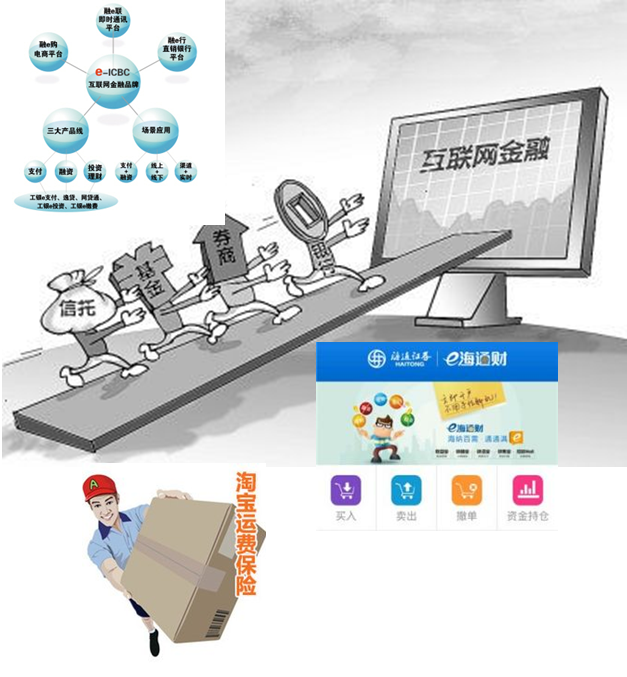 融e联
即时通讯
平台
融e购
电商平台
融e行
直销银行
平台
e-ICBC
互联网金融品牌
三大产品线
场景应用
支付
融资
投资
理财
支付
+
融资
线上
+
线下
渠道
+
实时
工银e支付、逸贷、网贷通、
工银e投资、工银e缴费
互联网金融
银行
券商
基金
信托
海通证券
HAITONG
e海通财
e海通财
海纳百需·通通满
买入
卖出
撤单
资金持仓
淘宝运费保险
A